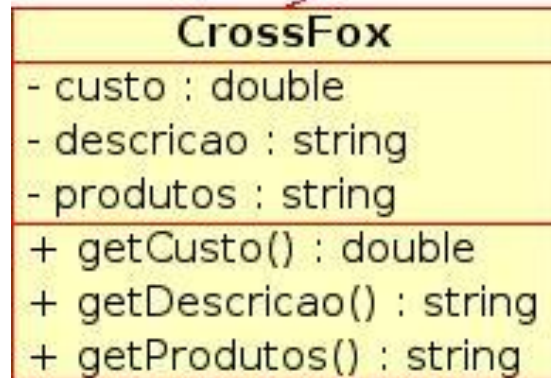 CrossFox
- custo : double
- descricao : string
- produtos : string
+ getCusto() : double
+ getDescricao() : string
+ getProdutos() : string